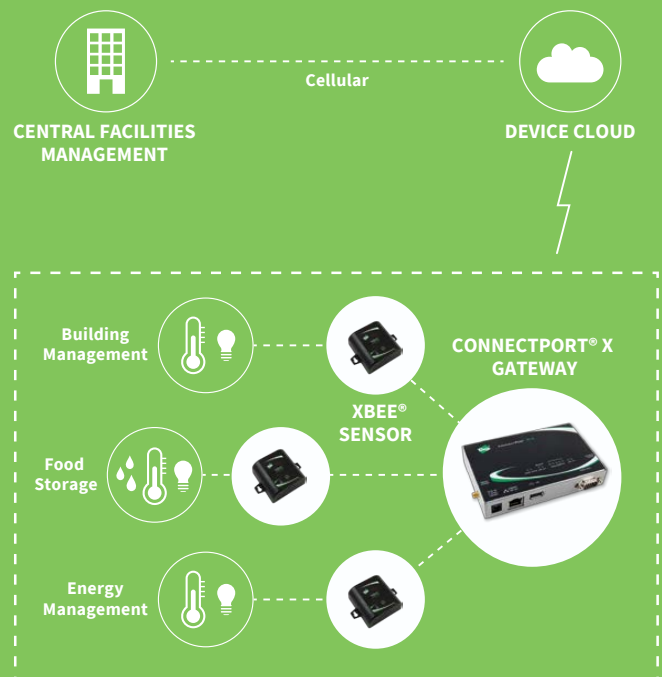 Cellular
CENTRAL FACILITIES
MANAGEMENT
DEVICE CLOUD
Building
Management
CONNECTPORT® X
GATEWAY
XBEE®
SENSOR
Food
Storage
Energy
Management